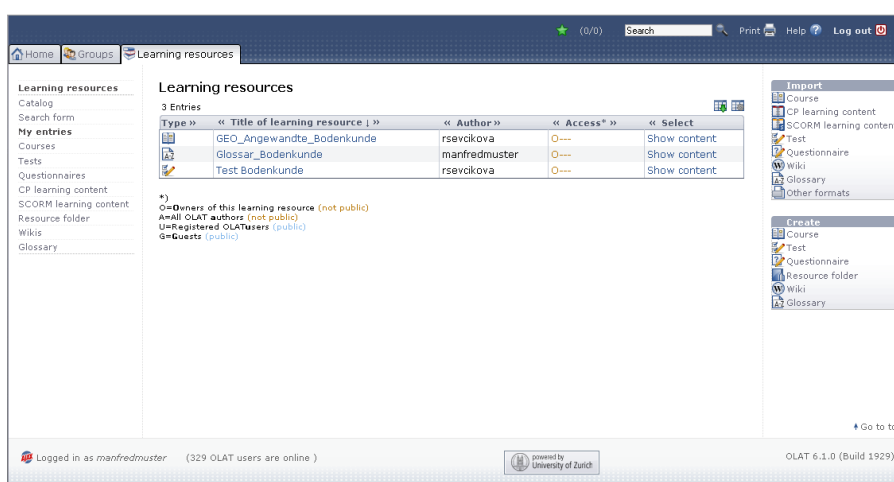 (0/0) Search Print Help Log out
Home Groups Learning resources
Learning resources
Catalog
Search form
My entries
Courses
Tests
Questionnaires
CP learning content
SCORM learning content
Resource folder
Wikis
Glossary
Learning resources
3 Entries
Type » « Title of learning resource ↓ » « Author » « Access* » « Select
GEO_Angewandte_Bodenkunde rsevcikova O--- Show content
Glossar_Bodenkunde manfredmuster O--- Show content
Test Bodenkunde rsevcikova O--- Show content
*)
O=Owners of this learning resource (not public)
A=All OLAT authors (not public)
U=Registered OLATusers (public)
G=Guests (public)
Import
Course
CP learning content
SCORM learning conten
Test
Questionnaire
Wiki
Glossary
Other formats
Create
Course
Test
Questionnaire
Resource folder
Wiki
Glossary
Go to to
Logged in as manfredmuster (329 OLAT users are online )
powered by
University of Zurich
OLAT 6.1.0 (Build 1929)